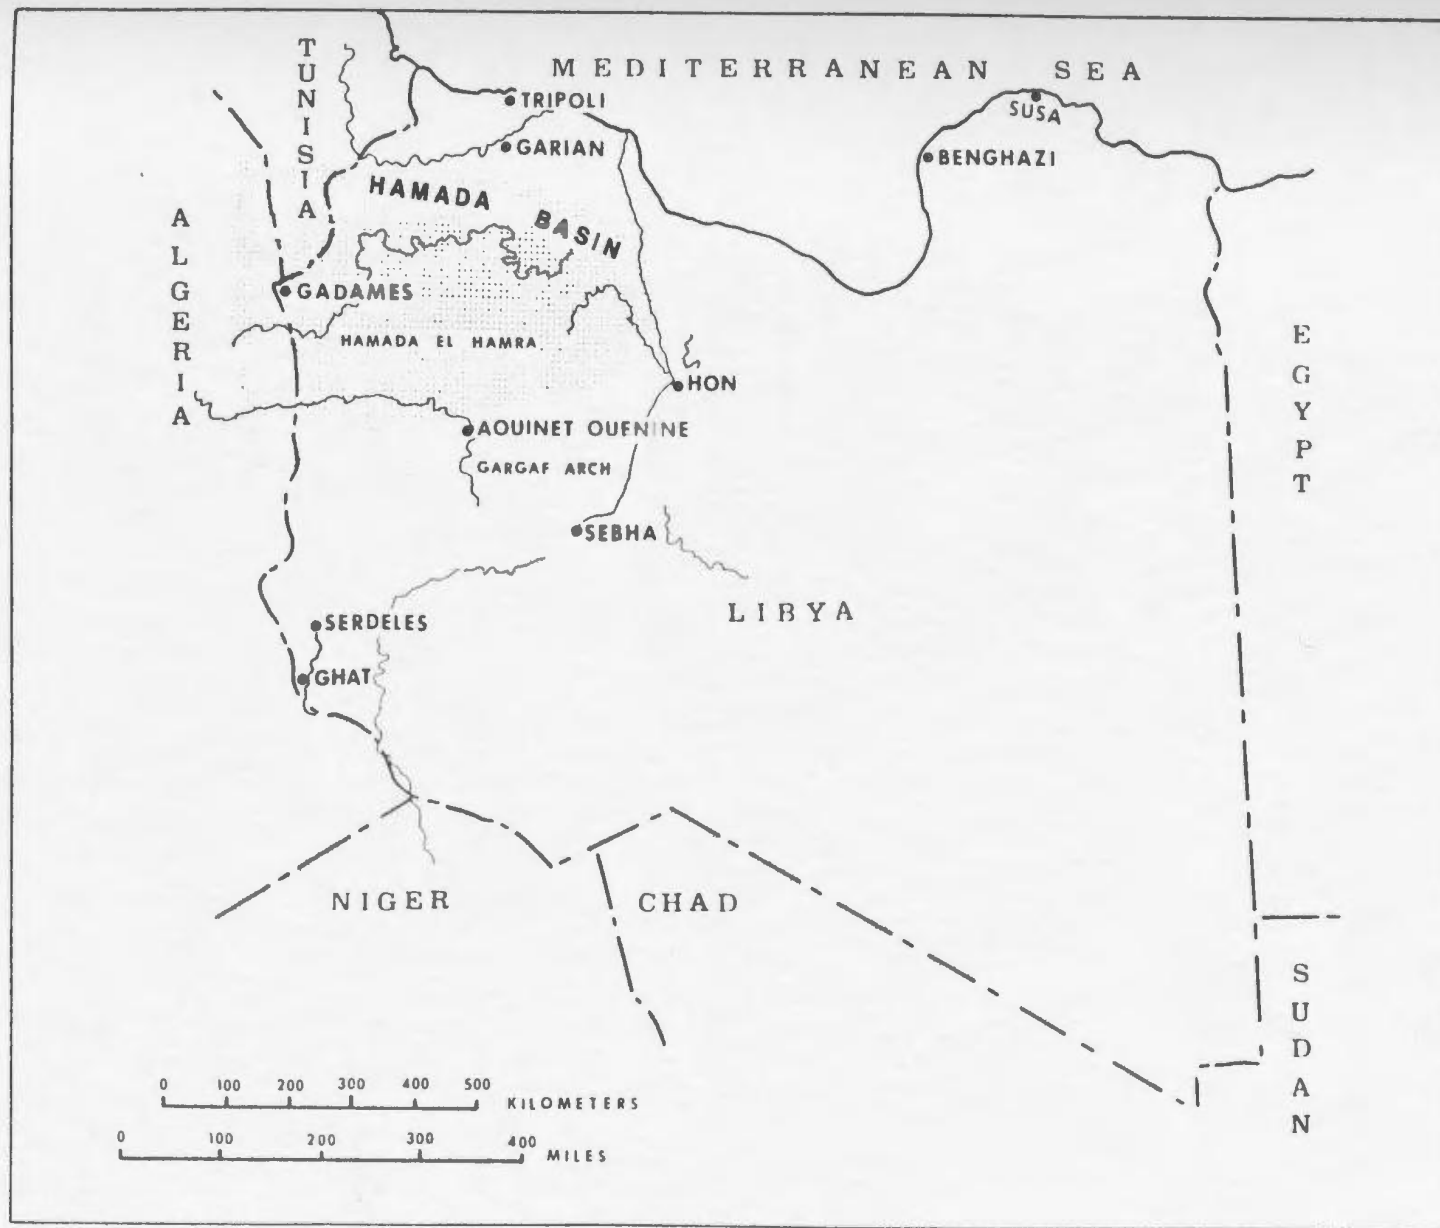 MEDITERRANEAN SEA
TUNISIA
TRIPOLI
SUSA
GARIAN
BENGHAZI
HAMADA BASIN
ALGERIA
GADAMES
HAMADA EL HAMRA
EGYPT
HON
AOUINET OUENINE
GARGAF ARCH
SEBHA
LIBYA
SERDELES
GHAT
NIGER
CHAD
SUDAN
0 100 200 300 400 500
KILOMETERS
0 100 200 300 400
MILES